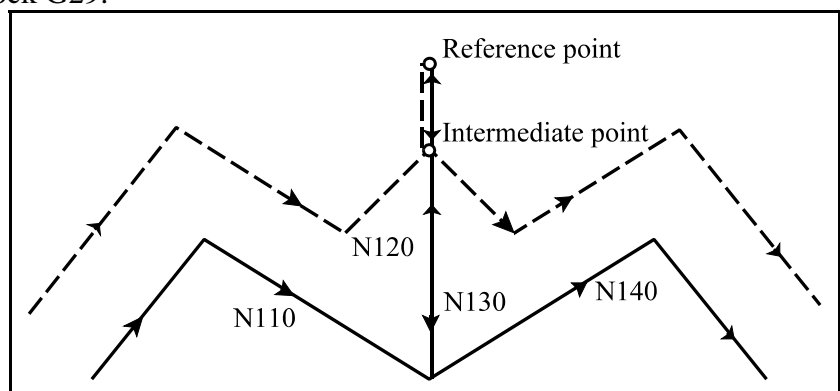 Reference point
Intermediate point
N120
N110
N130
N140